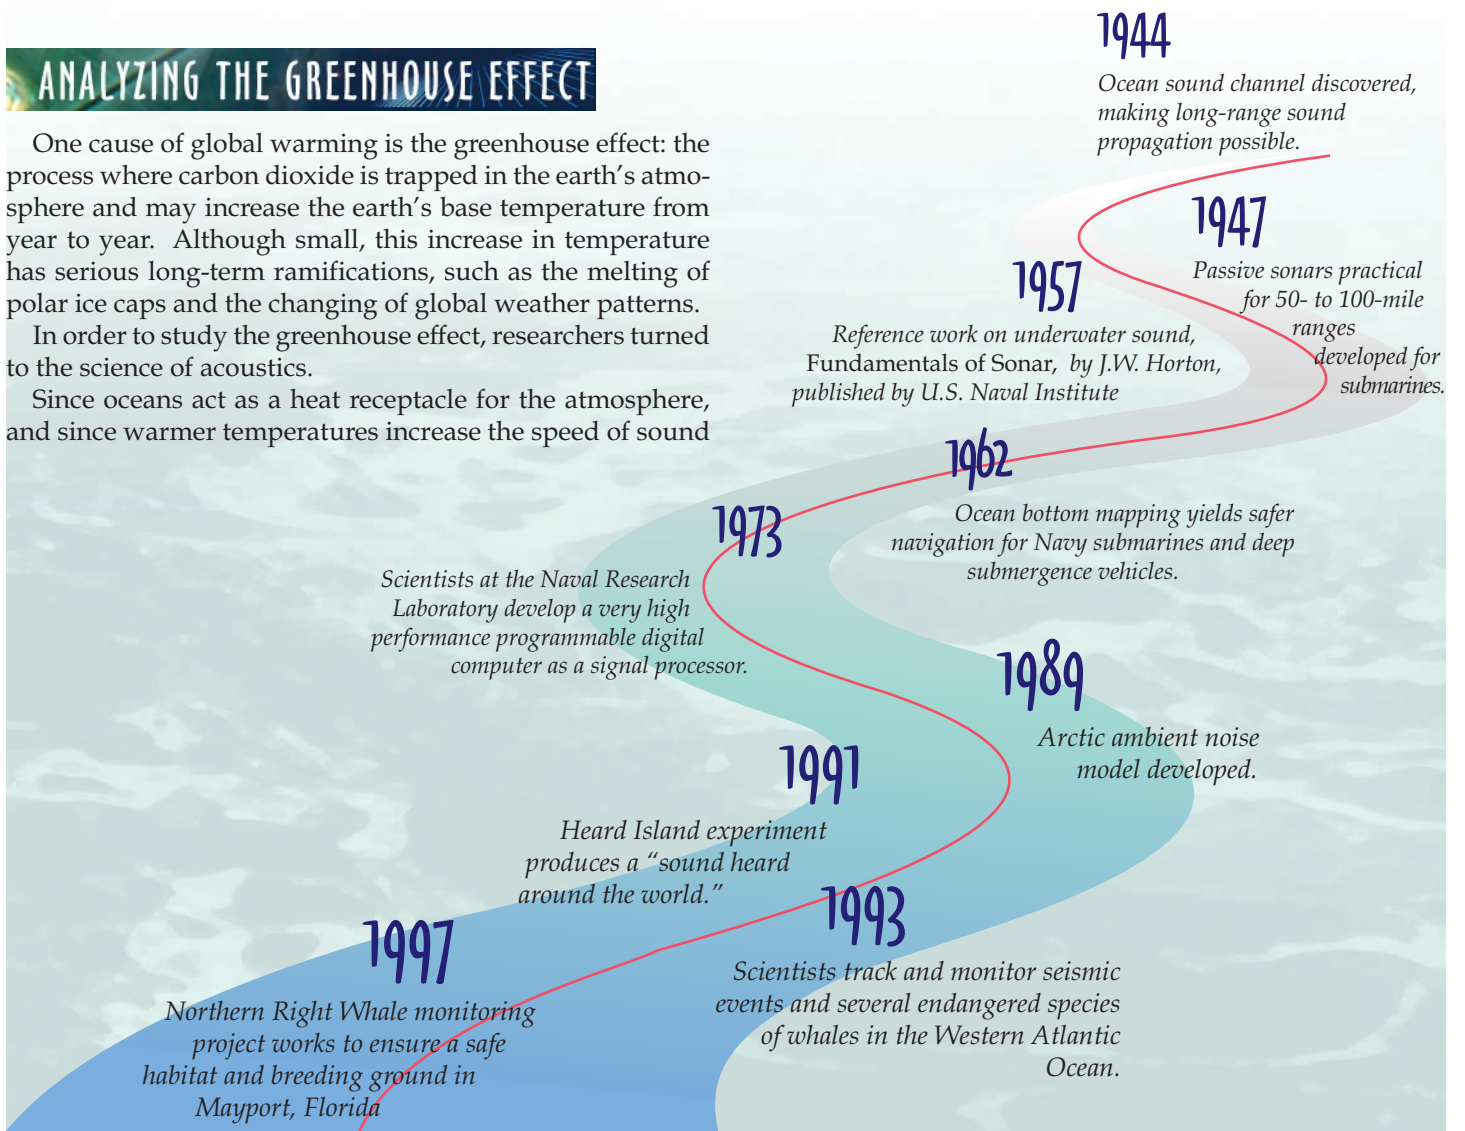 ANALYZING THE GREENHOUSE EFFECT
One cause of global warming is the greenhouse effect: the
process where carbon dioxide is trapped in the earth's atmo-
sphere and may increase the earth's base temperature from
year to year.  Although small, this increase in temperature
has serious long-term ramifications, such as the melting of
polar ice caps and the changing of global weather patterns.
In order to study the greenhouse effect, researchers turned
to the science of acoustics.
Since oceans act as a heat receptacle for the atmosphere,
and since warmer temperatures increase the speed of sound
1944
Ocean sound channel discovered,
making long-range sound
propagation possible.
1947
Passive sonars practical
for 50- to 100-mile
ranges
developed for
submarines.
1957
Reference work on underwater sound,
Fundamentals of Sonar, by J.W. Horton,
published by U.S. Naval Institute
1962
Ocean bottom mapping yields safer
navigation for Navy submarines and deep
submergence vehicles.
1973
Scientists at the Naval Research
Laboratory develop a very high
performance programmable digital
computer as a signal processor.
1989
Arctic ambient noise
model developed.
1991
Heard Island experiment
produces a “sound heard
around the world.”
1993
Scientists track and monitor seismic
events and several endangered species
of whales in the Western Atlantic
Ocean.
1997
Northern Right Whale monitoring
project works to ensure a safe
habitat and breeding ground in
Mayport, Florida